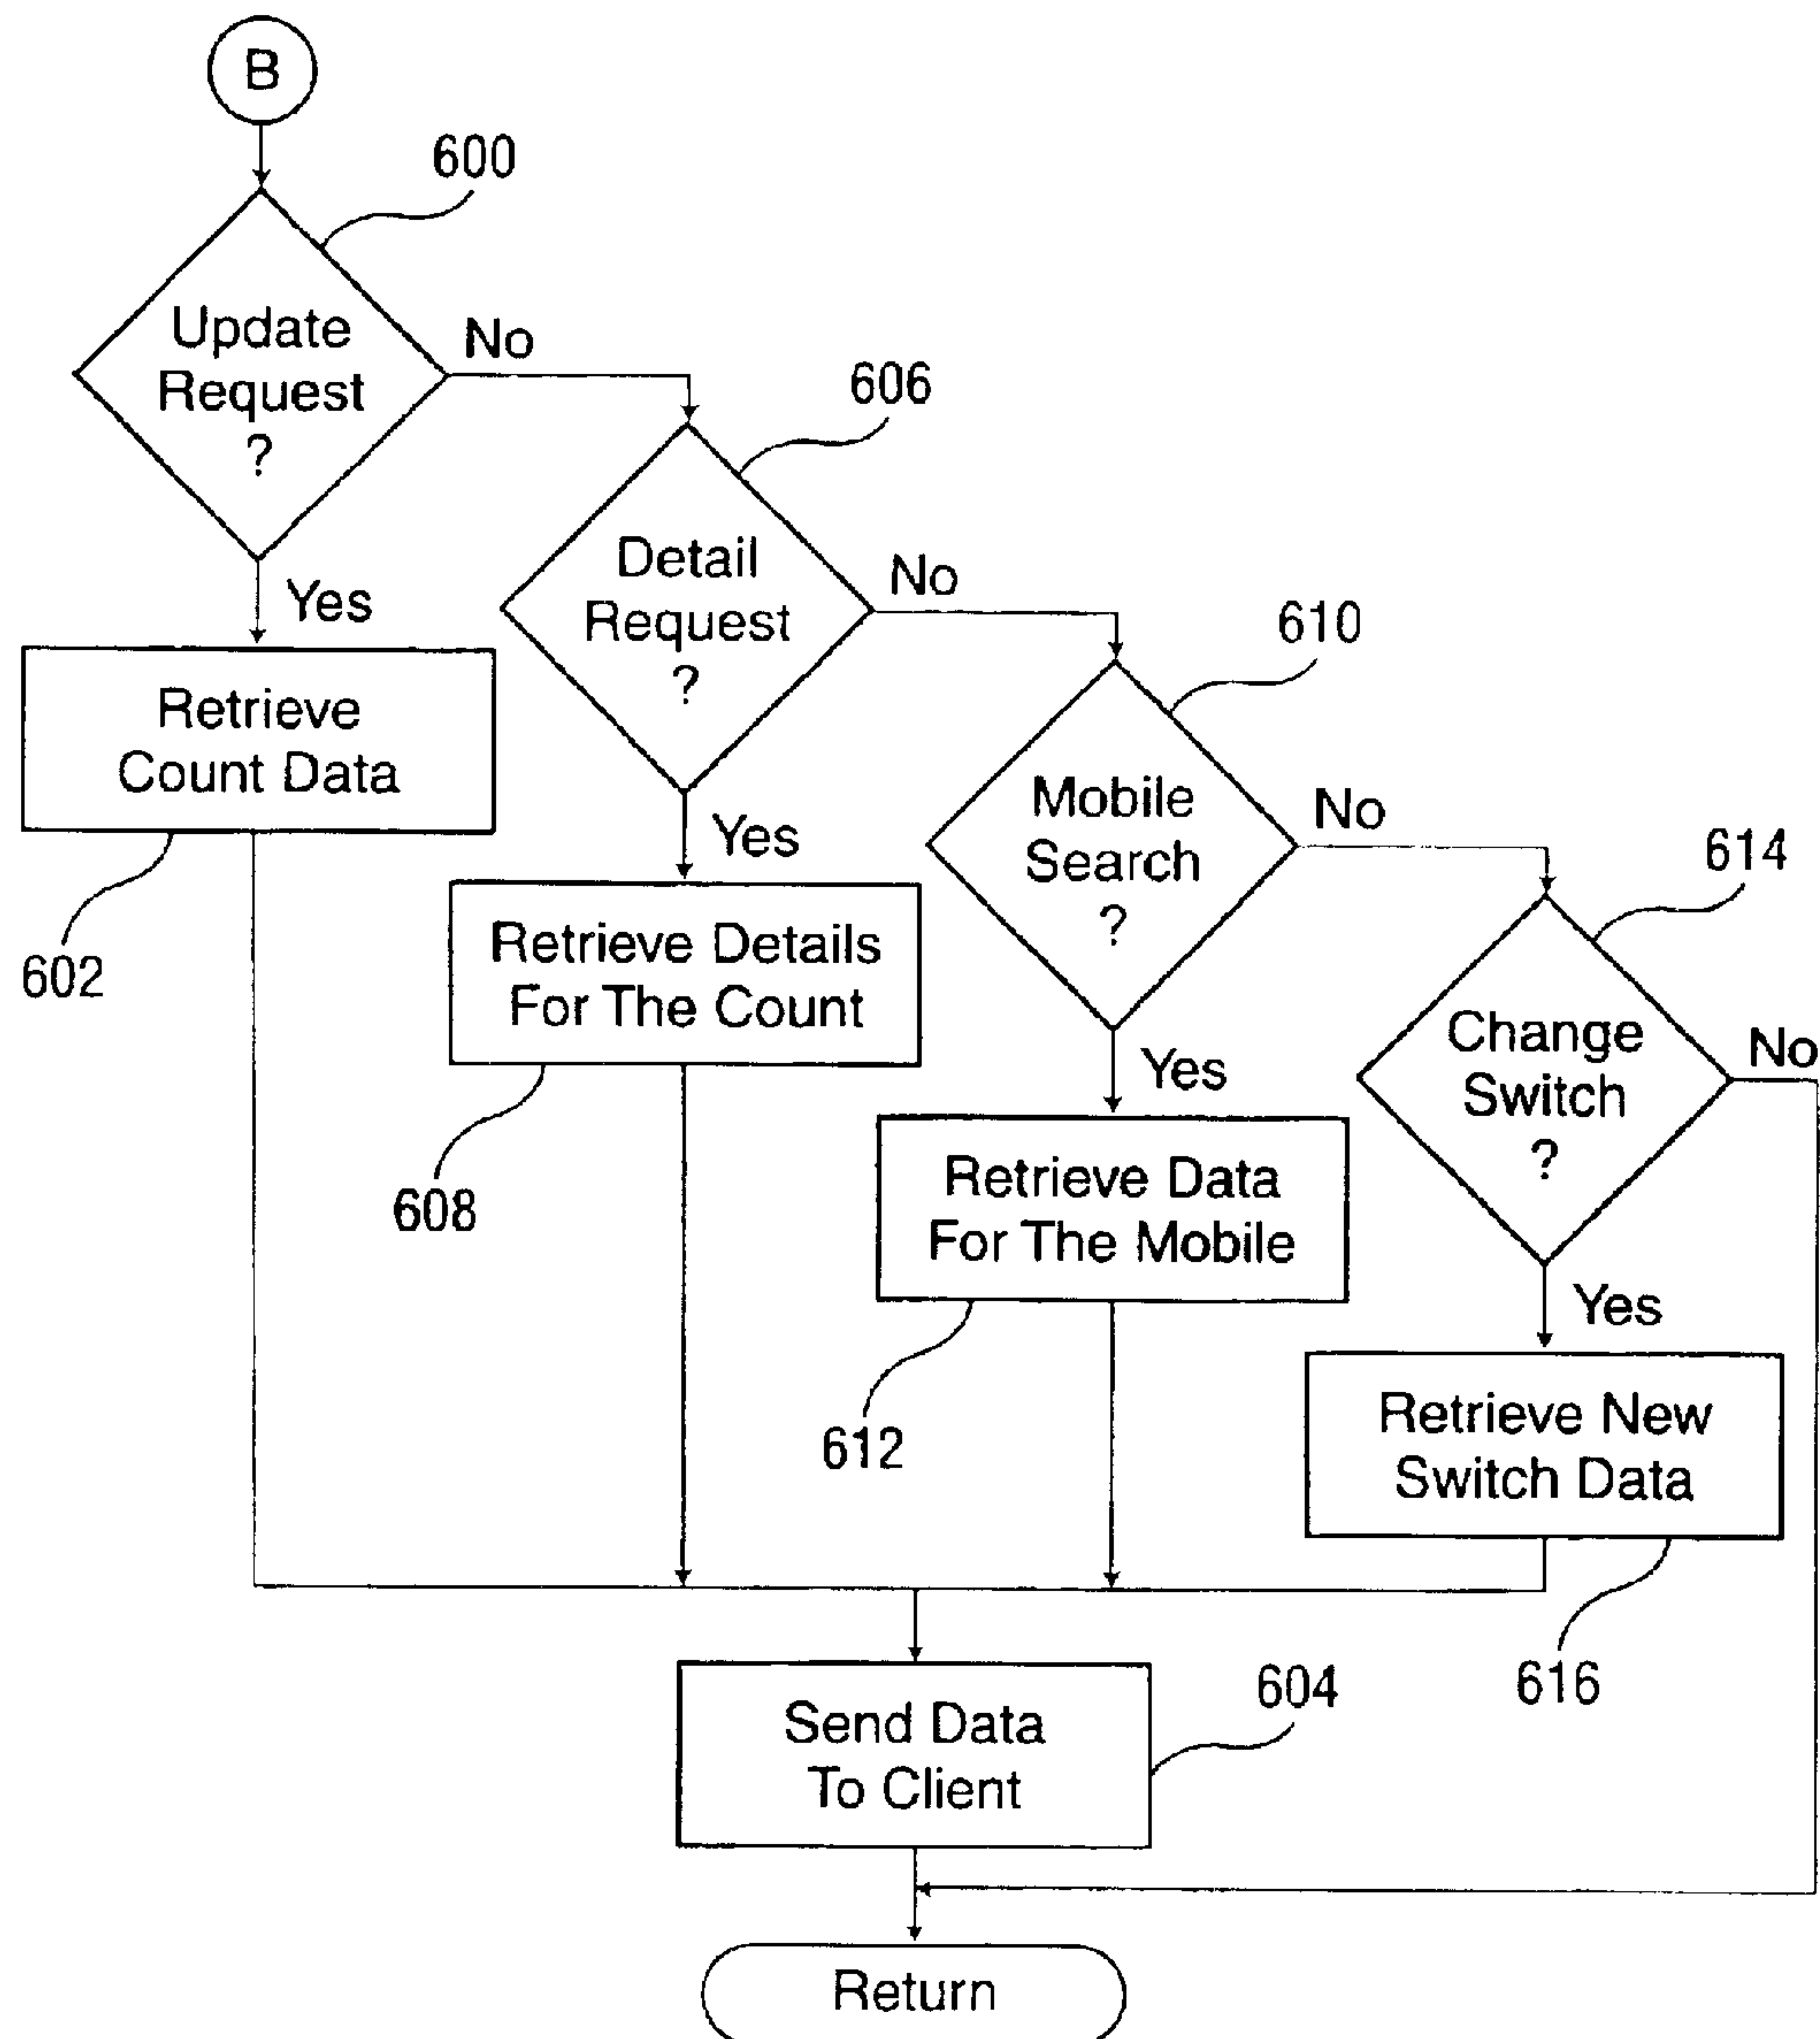 B
600
Update
Request
?
No
Yes
606
Detail
Request
?
No
Yes
610
Retrieve
Count Data
602
Mobile
Search
?
No
Yes
614
Retrieve Details
For The Count
608
Change
Switch
?
No
Yes
Retrieve Data
For The Mobile
612
Retrieve New
Switch Data
616
Send Data
To Client
604
Return